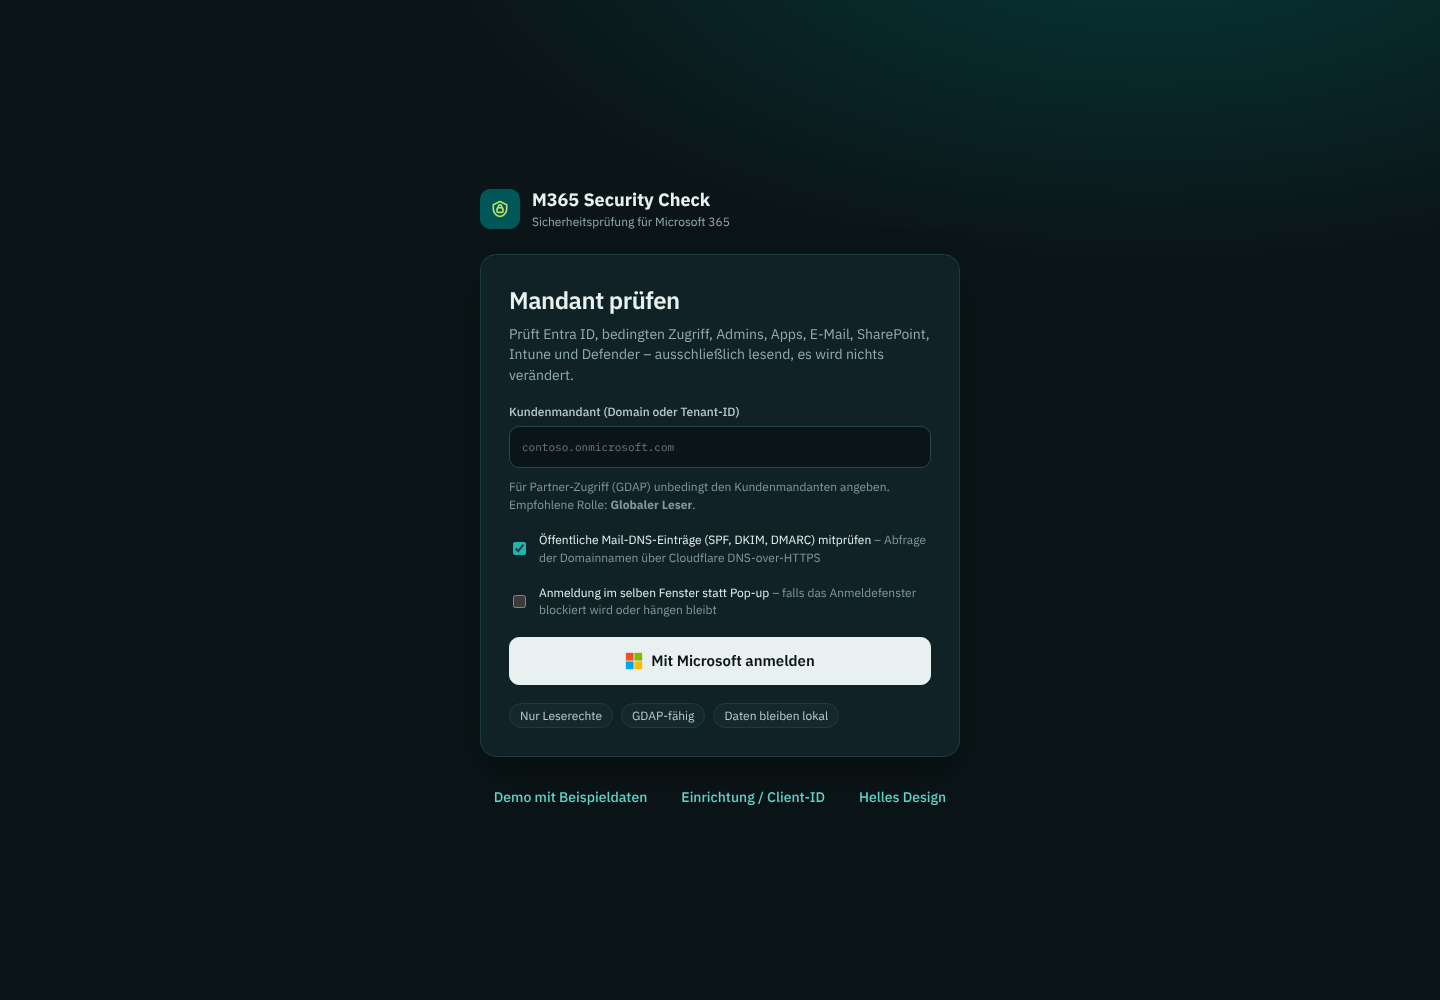 M365 Security Check
Sicherheitsprüfung für Microsoft 365
Mandant prüfen
Prüft Entra ID, bedingten Zugriff, Admins, Apps, E-Mail, SharePoint,
Intune und Defender – ausschließlich lesend, es wird nichts
verändert.
Kundenmandant (Domain oder Tenant-ID)
contoso.onmicrosoft.com
Für Partner-Zugriff (GDAP) unbedingt den Kundenmandanten angeben.
Empfohlene Rolle: Globaler Leser.
Öffentliche Mail-DNS-Einträge (SPF, DKIM, DMARC) mitprüfen – Abfrage
der Domainnamen über Cloudflare DNS-over-HTTPS
Anmeldung im selben Fenster statt Pop-up – falls das Anmeldefenster
blockiert wird oder hängen bleibt
Mit Microsoft anmelden
Nur Leserechte
GDAP-fähig
Daten bleiben lokal
Demo mit Beispieldaten
Einrichtung / Client-ID
Helles Design